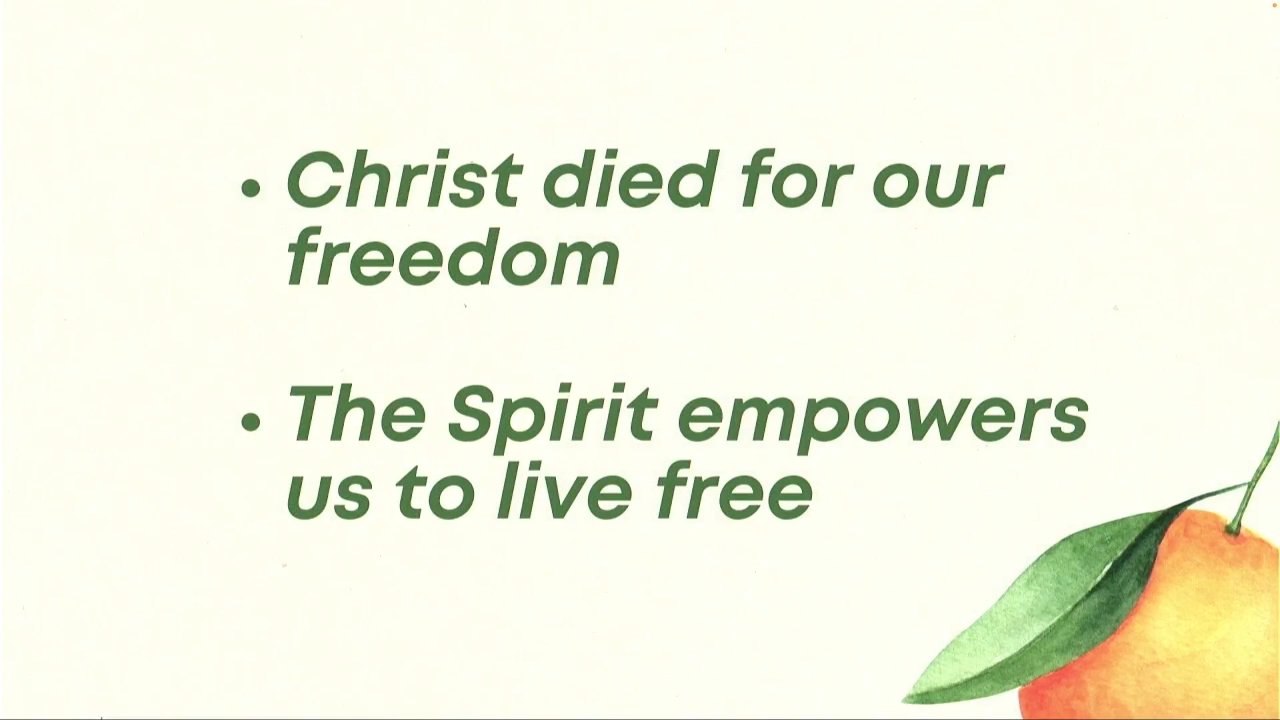 • Christ died for our
freedom
• The Spirit empowers
us to live free